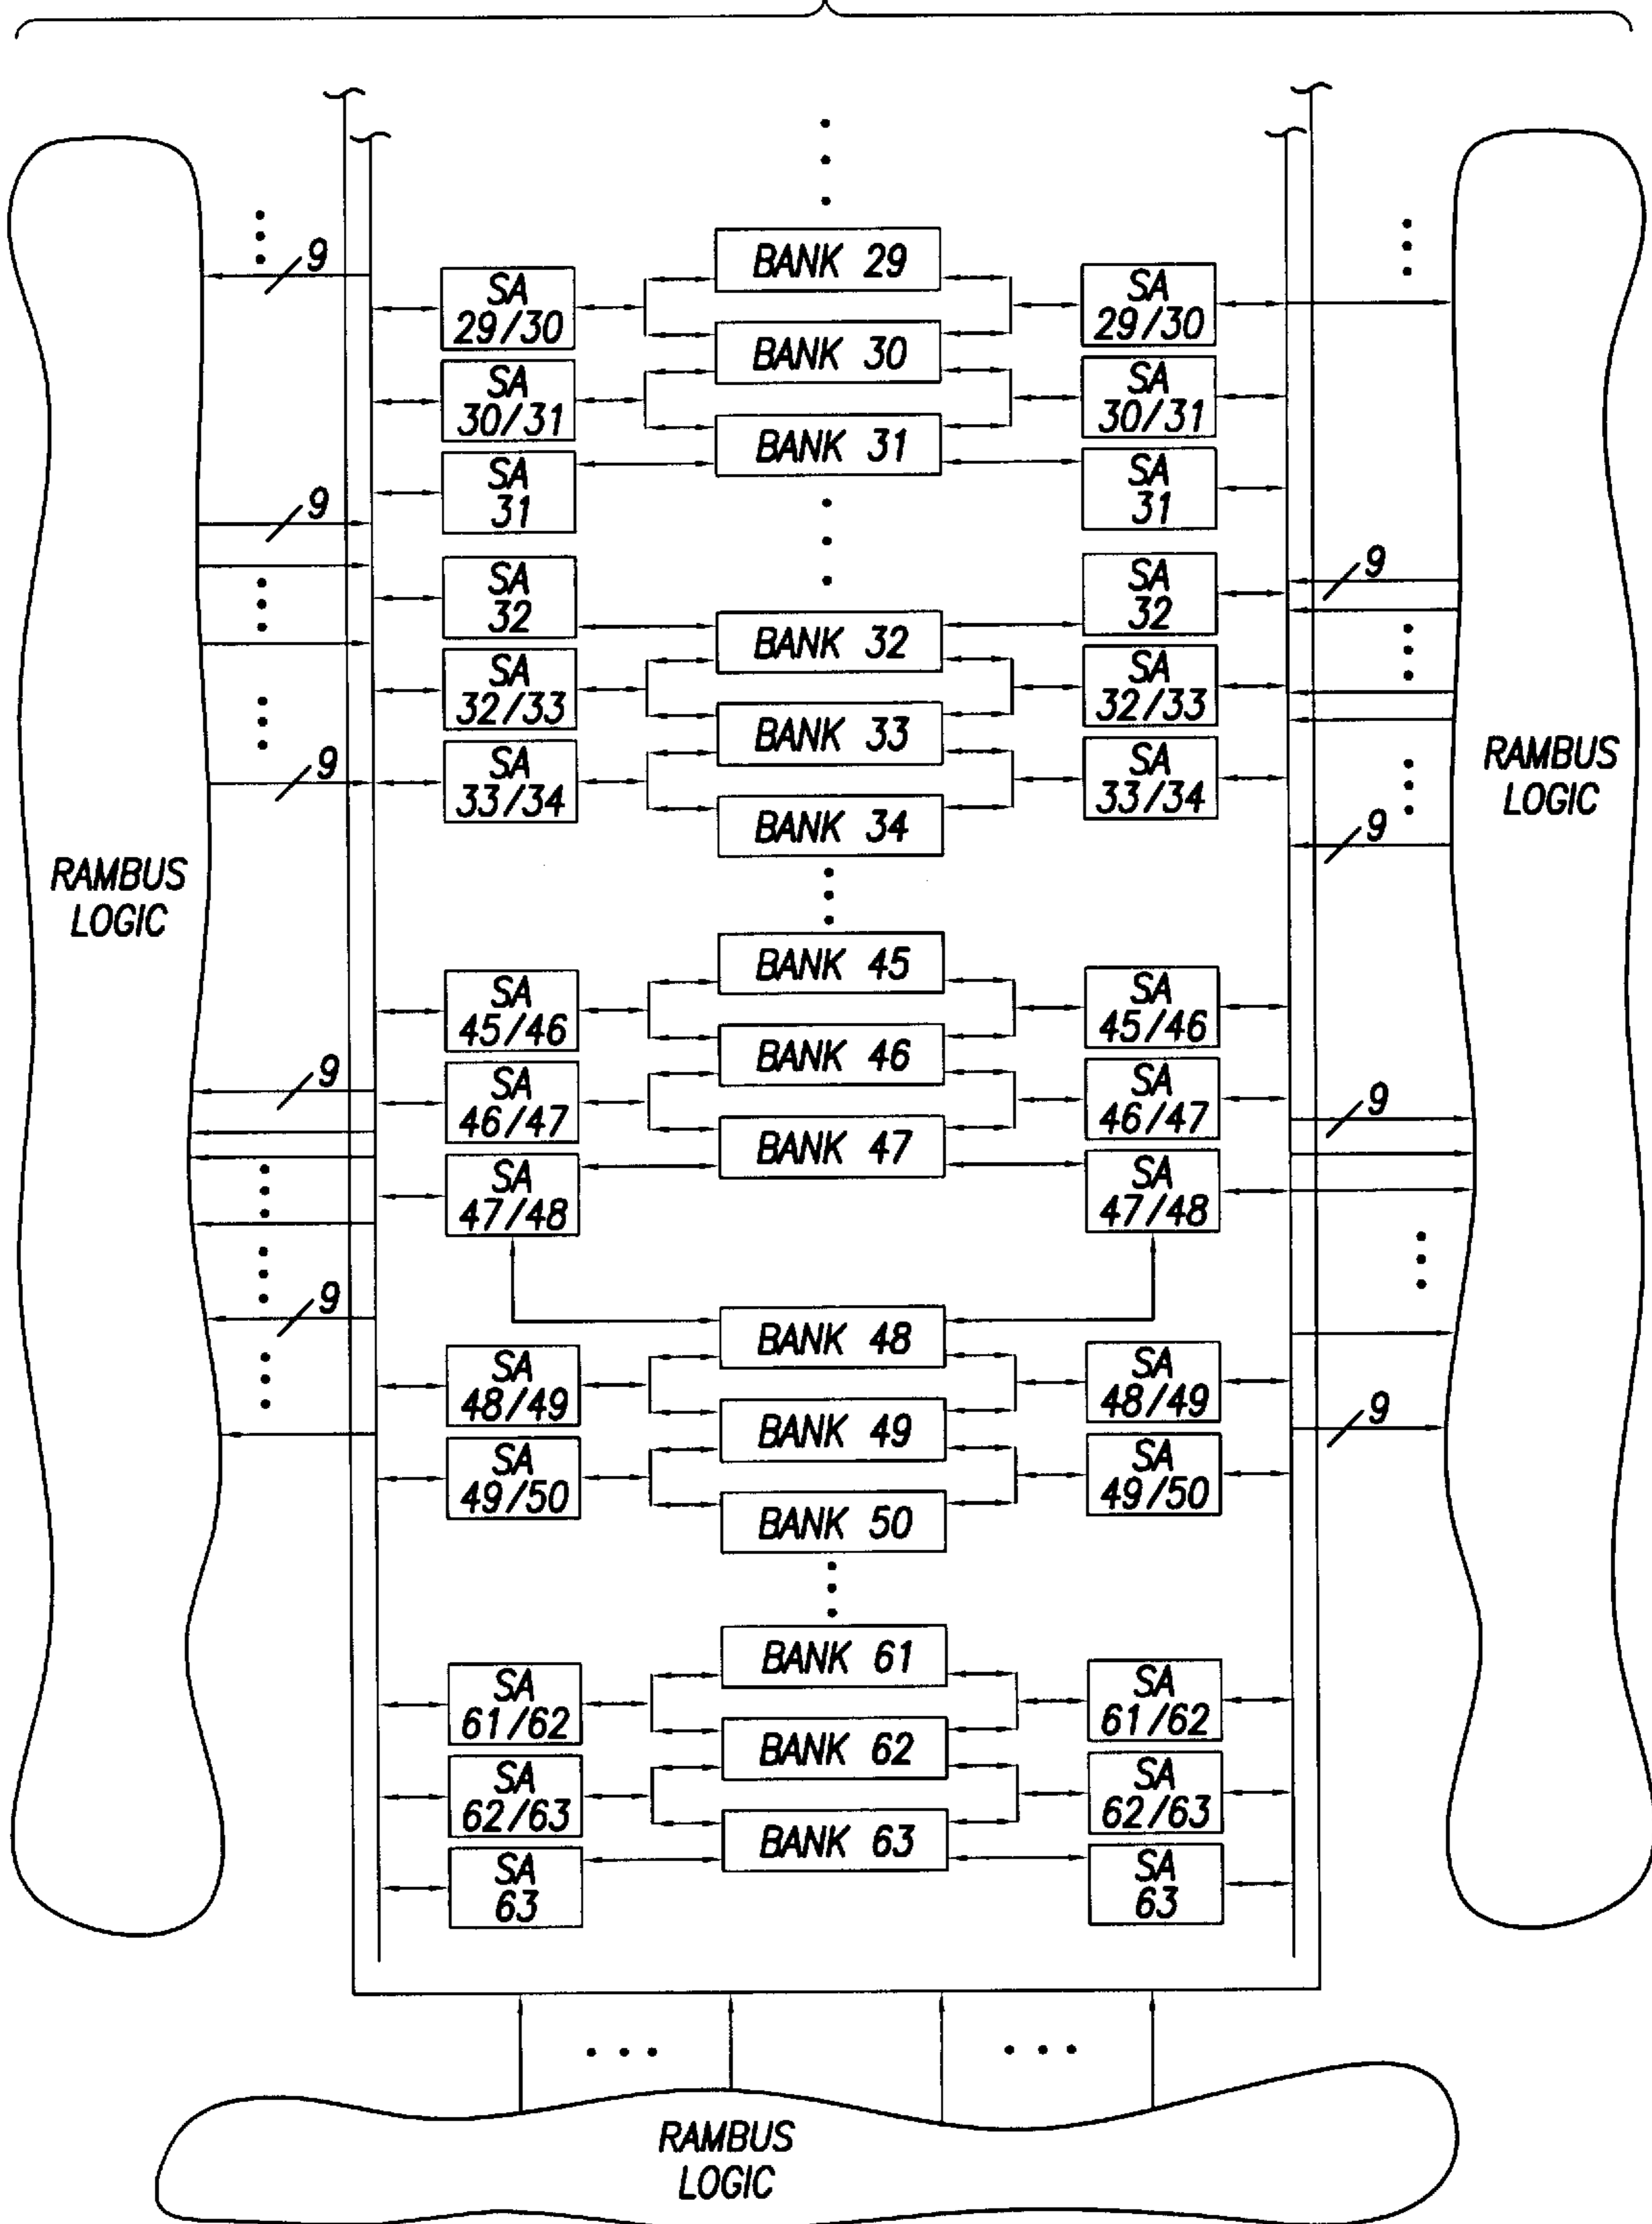 BANK 29
9
SA
29/30
SA
29/30
BANK 30
SA
30/31
SA
30/31
BANK 31
SA
31
SA
31
9
SA
32
SA
32
9
BANK 32
SA
32/33
SA
32/33
BANK 33
SA
33/34
SA
33/34
9
BANK 34
9
RAMBUS
LOGIC
RAMBUS
LOGIC
BANK 45
SA
45/46
SA
45/46
BANK 46
9
SA
46/47
SA
46/47
9
BANK 47
SA
47/48
SA
47/48
9
BANK 48
SA
48/49
SA
48/49
9
BANK 49
SA
49/50
SA
49/50
BANK 50
BANK 61
SA
61/62
SA
61/62
BANK 62
SA
62/63
SA
62/63
BANK 63
SA
63
SA
63
RAMBUS
LOGIC